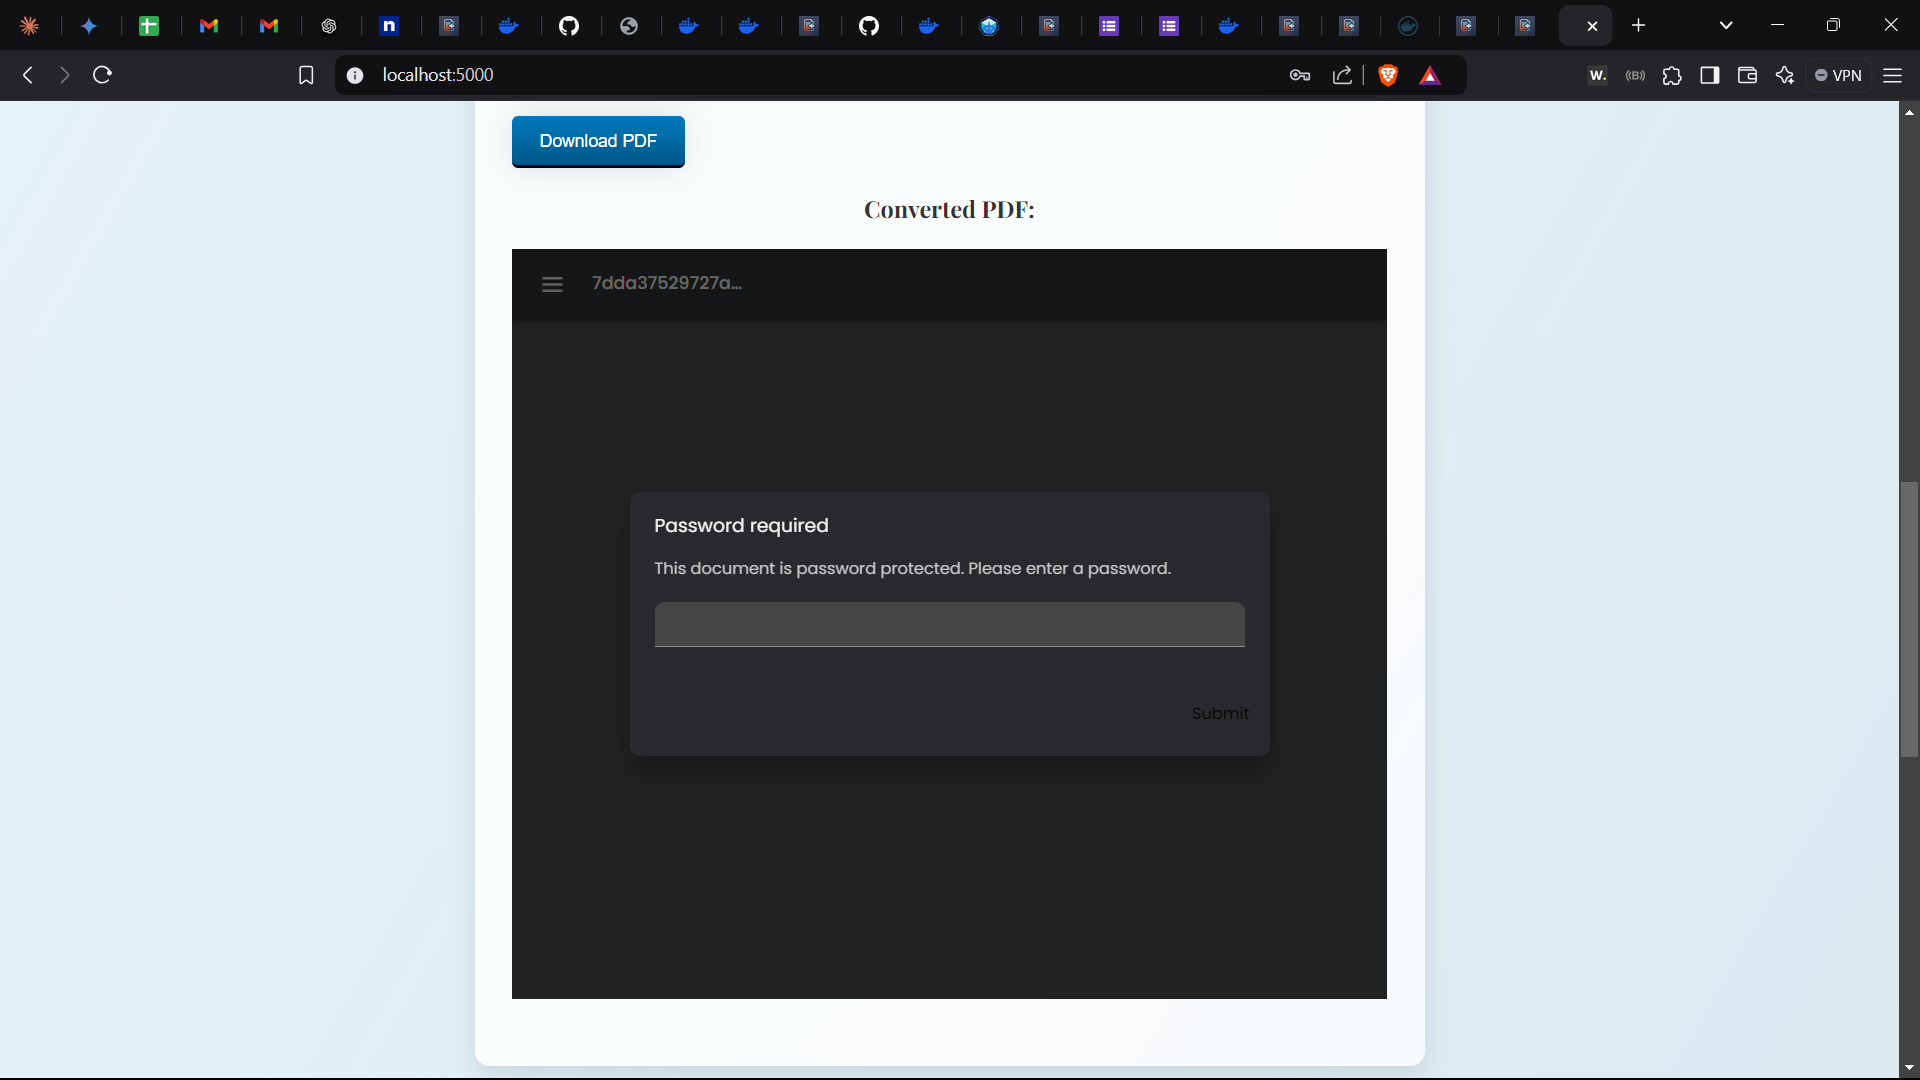 localhost:5000
W.
VPN
Download PDF
Converted PDF:
7dda37529727a...
Password required
This document is password protected. Please enter a password.
Submit